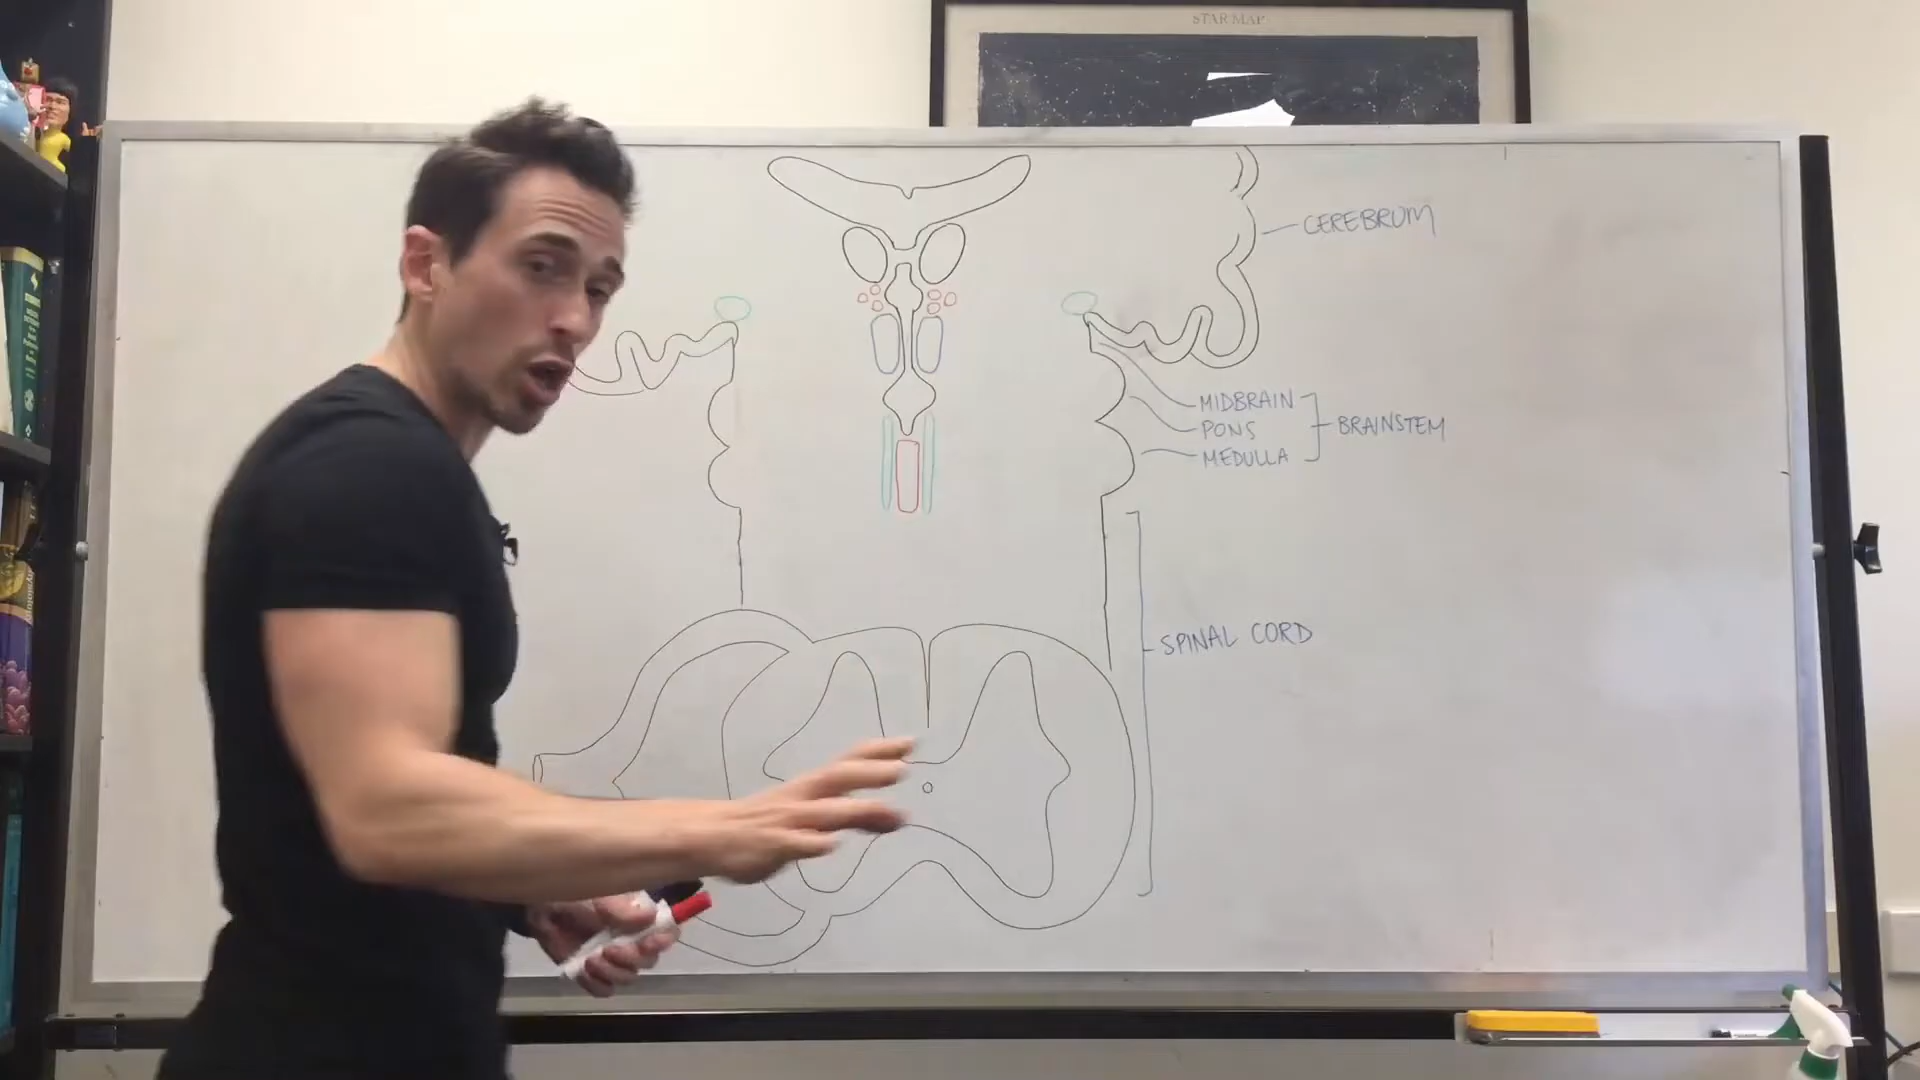 STAR MAP
CEREBRUM
MIDBRAIN
PONS
MEDULLA
BRAINSTEM
SPINAL CORD